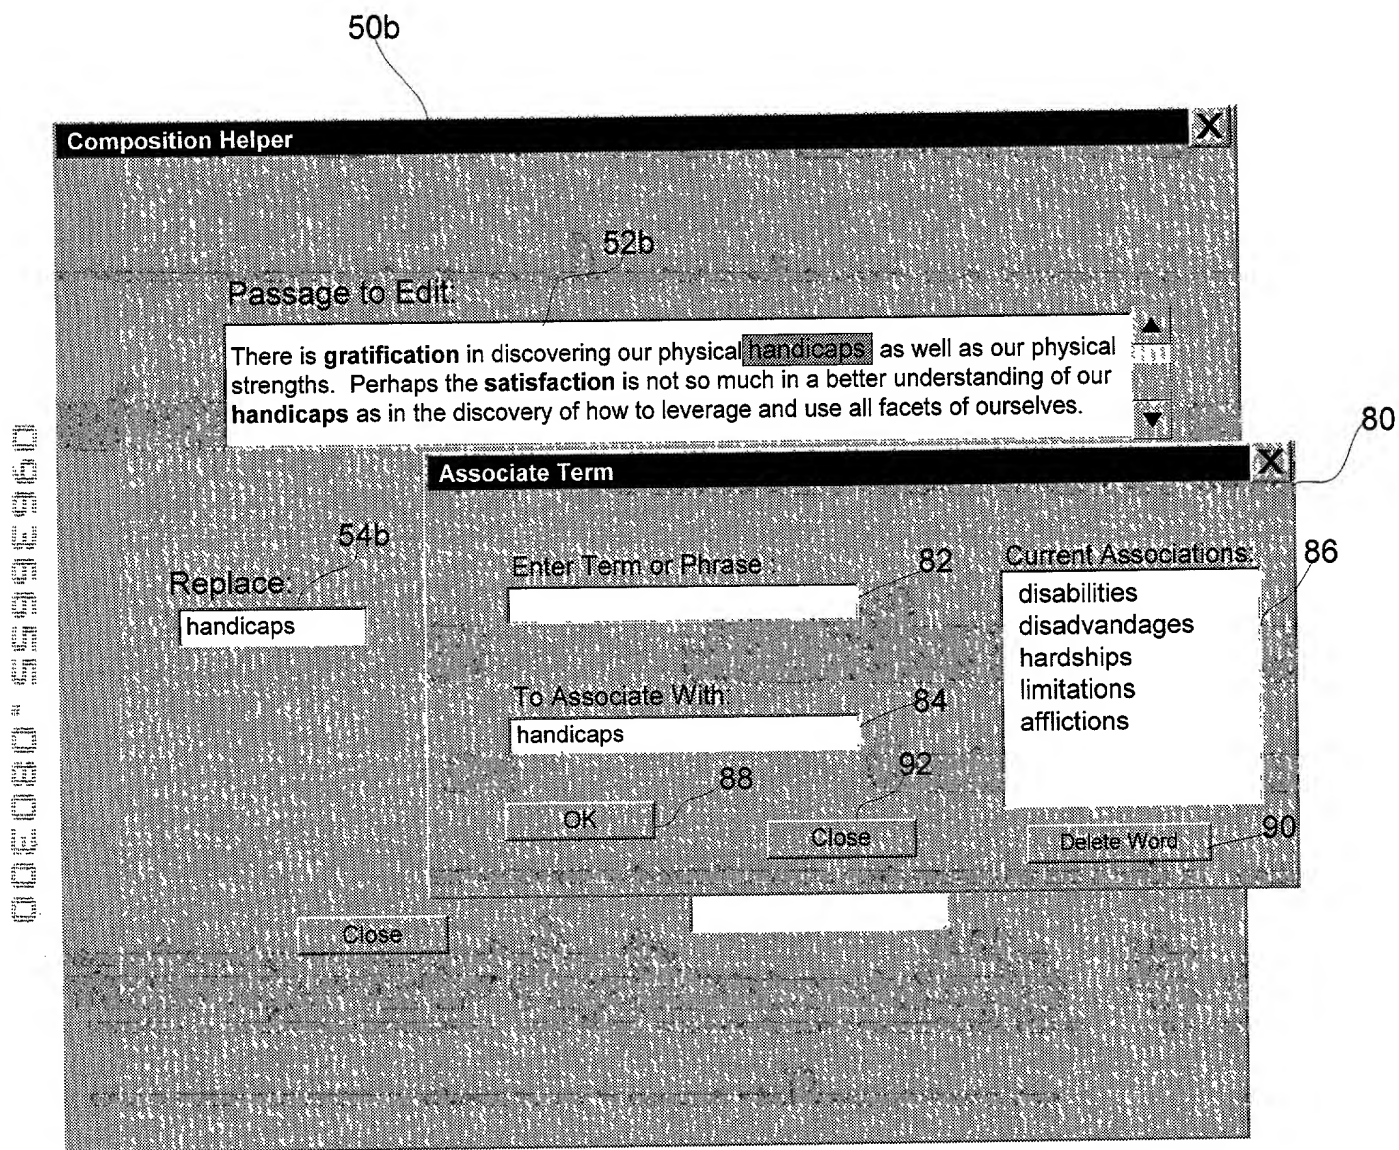 50b
Composition Helper X
52b
Passage to Edit:
There is gratification in discovering our physical handicaps as well as our physical
strengths. Perhaps the satisfaction is not so much in a better understanding of our
handicaps as in the discovery of how to leverage and use all facets of ourselves.
80
Associate Term X
54b
Replace:
handicaps
Enter Term or Phrase :
82
To Associate With:
84
handicaps
88
92
OK
Close
Current Associations:
86
disabilities
disadvandages
hardships
limitations
afflictions
Delete Word
90
Close
09636655 .080300